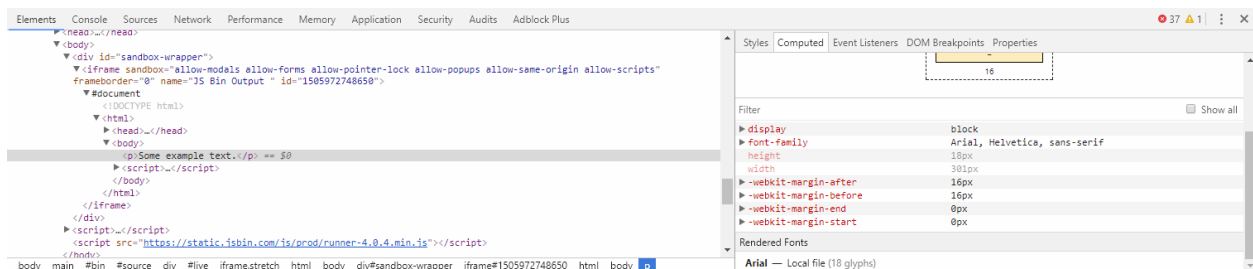 Elements Console Sources Network Performance Memory Application Security Audits Adblock Plus 37 1
<head>…</head>
<body>
<div id="sandbox-wrapper">
<iframe sandbox="allow-modals allow-forms allow-pointer-lock allow-popups allow-same-origin allow-scripts"
frameborder="0" name="JS Bin Output " id="1505972748650">
#document
<!DOCTYPE html>
<html>
<head>…</head>
<body>
<p>Some example text.</p> == $0
<script>…</script>
</body>
</html>
</iframe>
</div>
<script>…</script>
<script src="https://static.jsbin.com/js/prod/runner-4.0.4.min.js"></script>
</body>
body main #bin #source div #live iframe.stretch html body div#sandbox-wrapper iframe#1505972748650 html body p
Styles Computed Event Listeners DOM Breakpoints Properties
-
16
Filter Show all
display block
font-family Arial, Helvetica, sans-serif
height 18px
width 301px
-webkit-margin-after 16px
-webkit-margin-before 16px
-webkit-margin-end 0px
-webkit-margin-start 0px
Rendered Fonts
Arial — Local file (18 glyphs)